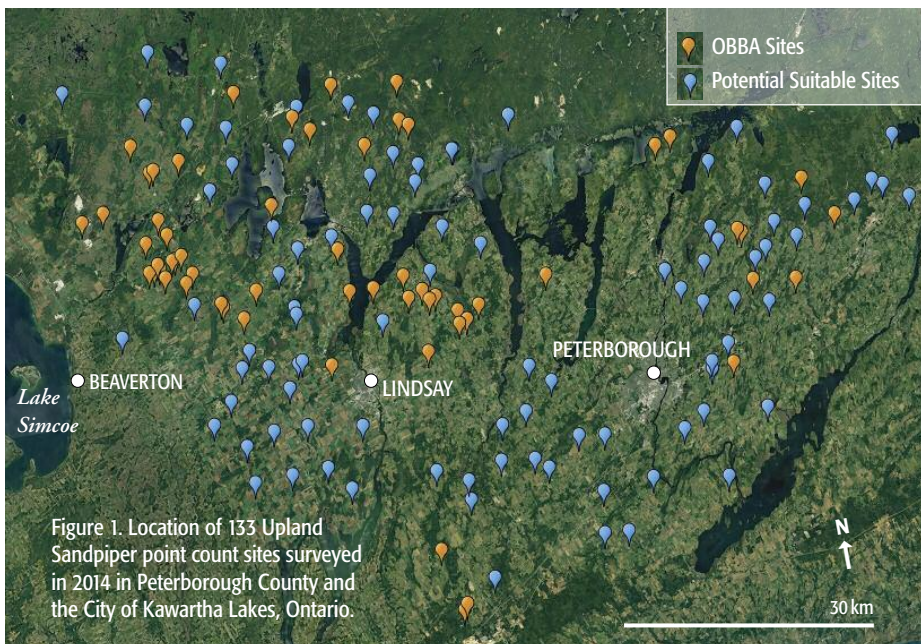 OBBA Sites
Potential Suitable Sites
PETERBOROUGH
BEAVERTON
LINDSAY
Lake
Simcoe
Figure 1. Location of 133 Upland
Sandpiper point count sites surveyed
in 2014 in Peterborough County and
the City of Kawartha Lakes, Ontario.
N
30 km